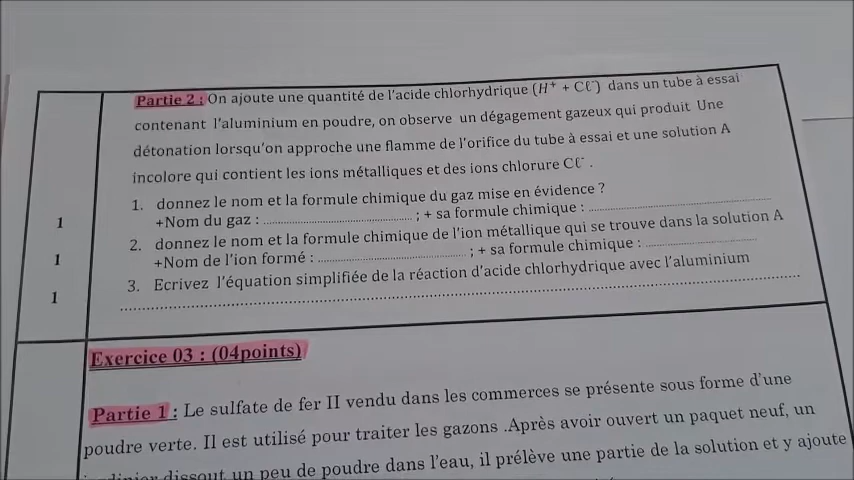 Partie 2 : On ajoute une quantité de l'acide chlorhydrique (H⁺ + Cℓ⁻) dans un tube à essai
contenant l'aluminium en poudre, on observe un dégagement gazeux qui produit Une
détonation lorsqu'on approche une flamme de l'orifice du tube à essai et une solution A
incolore qui contient les ions métalliques et des ions chlorure Cℓ⁻ .
1. donnez le nom et la formule chimique du gaz mise en évidence ?
1 +Nom du gaz : ........................................ ; + sa formule chimique : ........................................
2. donnez le nom et la formule chimique de l'ion métallique qui se trouve dans la solution A
1 +Nom de l'ion formé : ........................................ ; + sa formule chimique : ..............................
1 3. Ecrivez l'équation simplifiée de la réaction d'acide chlorhydrique avec l'aluminium
................................................................................
Exercice 03 : (04points)
Partie 1 : Le sulfate de fer II vendu dans les commerces se présente sous forme d'une
poudre verte. Il est utilisé pour traiter les gazons .Après avoir ouvert un paquet neuf, un
dissout un peu de poudre dans l'eau, il prélève une partie de la solution et y ajoute